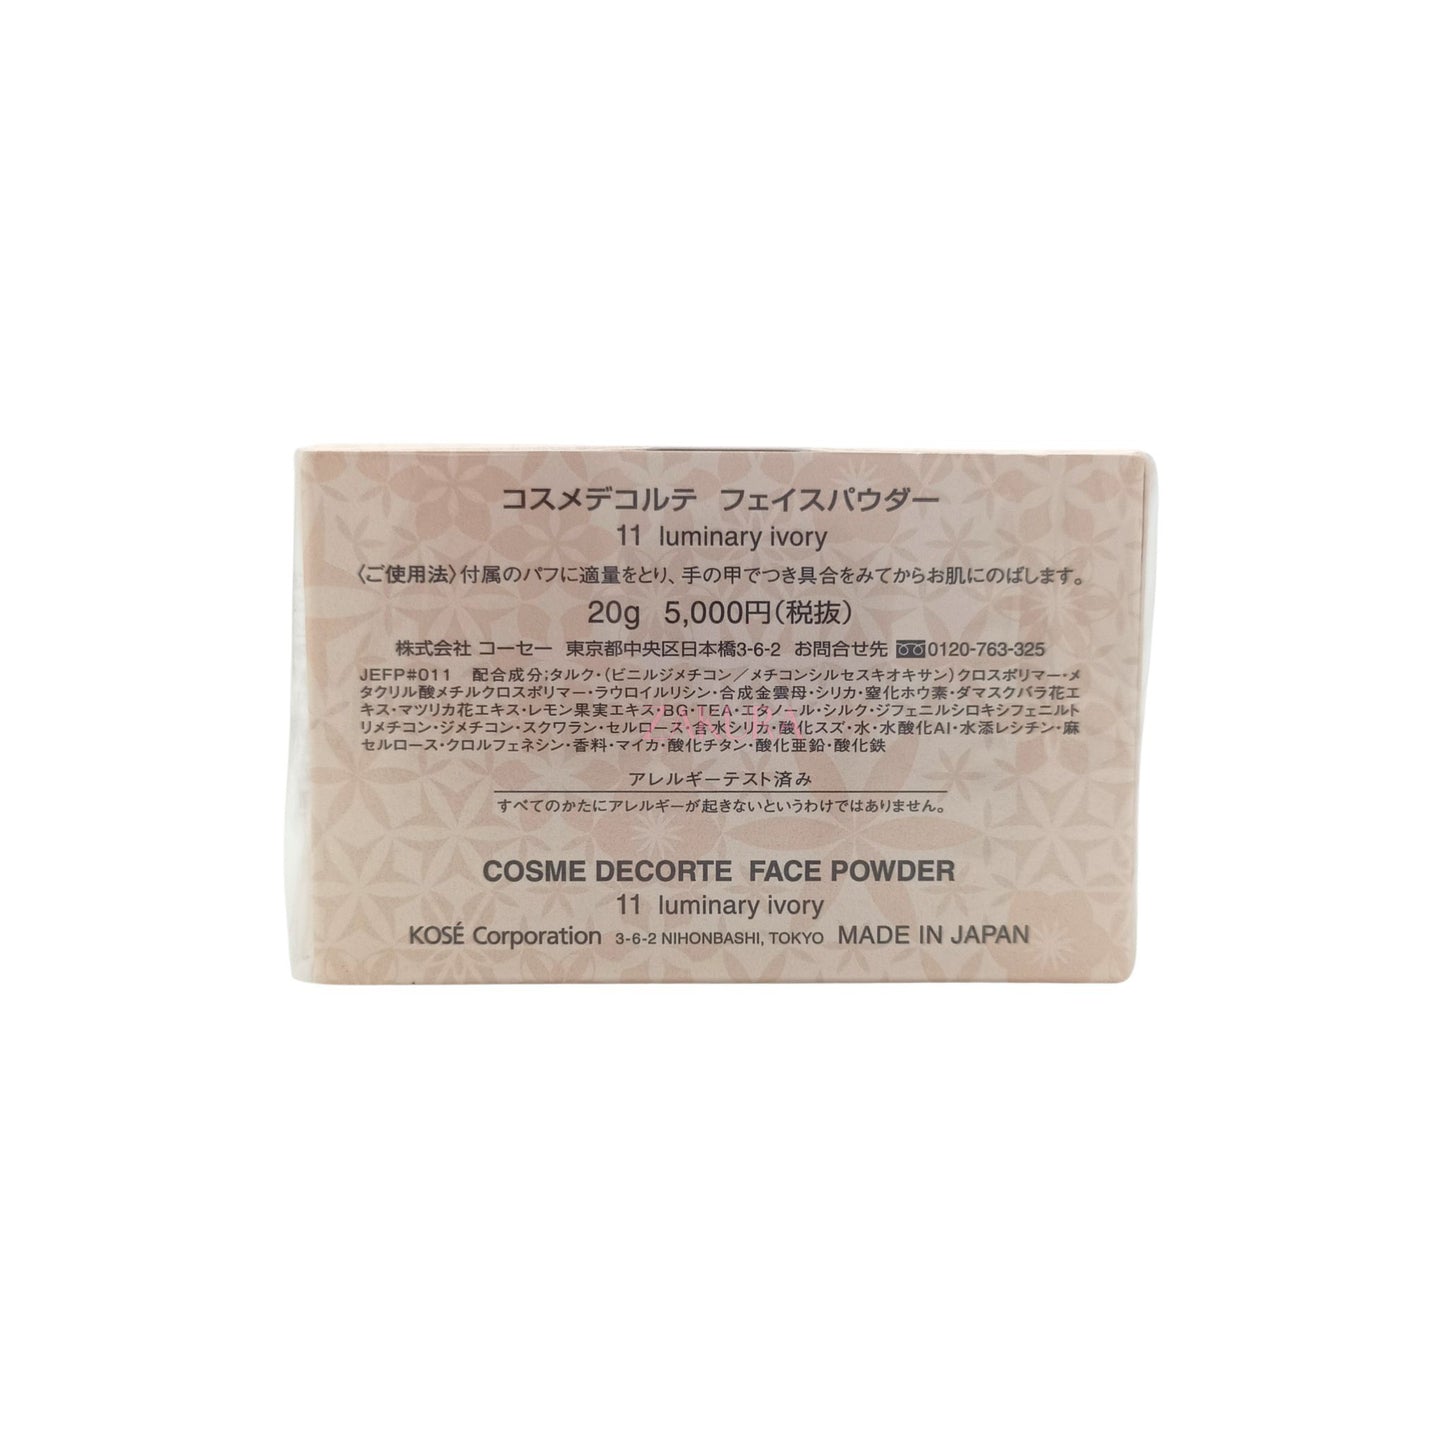 コスメデコルテ フェイスパウダー
11 luminary ivory
〈ご使用法〉付属のパフに適量をとり、手の甲でつき具合をみてからお肌にのばします。
20g 5,000円(税抜)
株式会社 コーセー 東京都中央区日本橋3-6-2 お問合せ先 0120-763-325
JEFP#011 配合成分;タルク・(ビニルジメチコン/メチコンシルセスキオキサン)クロスポリマー・メ
タクリル酸メチルクロスポリマー・ラウロイルリシン・合成金雲母・シリカ・窒化ホウ素・ダマスクバラ花エ
キス・マツリカ花エキス・レモン果実エキス・BG・TEA・エタノール・シルク・ジフェニルシロキシフェニルト
リメチコン・ジメチコン・スクワラン・セルロース・含水シリカ・酸化スズ・水・水酸化Al・水添レシチン・麻
セルロース・クロルフェネシン・香料・マイカ・酸化チタン・酸化亜鉛・酸化鉄
ZAKURA
アレルギーテスト済み
すべてのかたにアレルギーが起きないというわけではありません。
COSME DECORTE FACE POWDER
11 luminary ivory
KOSÉ Corporation 3-6-2 NIHONBASHI, TOKYO MADE IN JAPAN